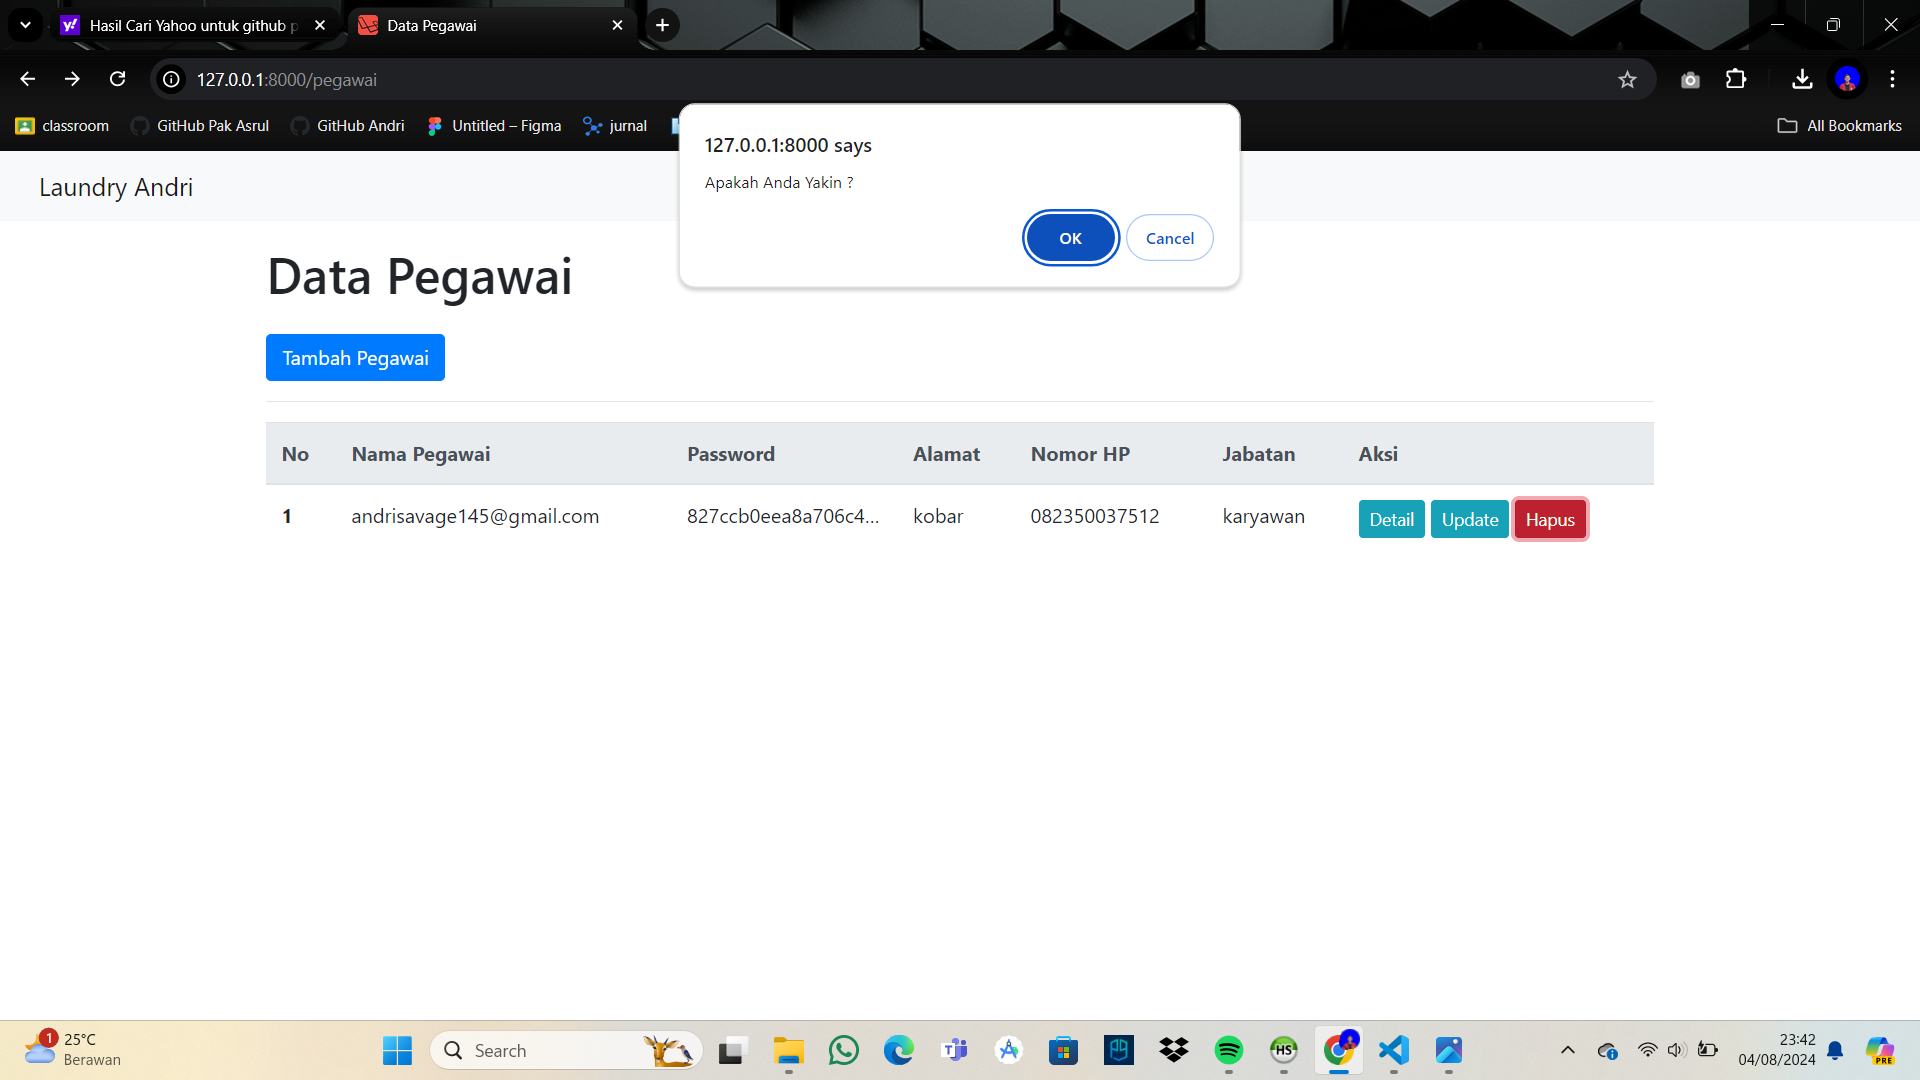 Hasil Cari Yahoo untuk github p
Data Pegawai
127.0.0.1:8000/pegawai
classroom
GitHub Pak Asrul
GitHub Andri
Untitled – Figma
jurnal
All Bookmarks
127.0.0.1:8000 says
Apakah Anda Yakin ?
OK
Cancel
Laundry Andri
Data Pegawai
Tambah Pegawai
No Nama Pegawai Password Alamat Nomor HP Jabatan Aksi
1 andrisavage145@gmail.com 827ccb0eea8a706c4... kobar 082350037512 karyawan Detail Update Hapus
1
25°C
Berawan
Search
HS
PRE
23:42
04/08/2024